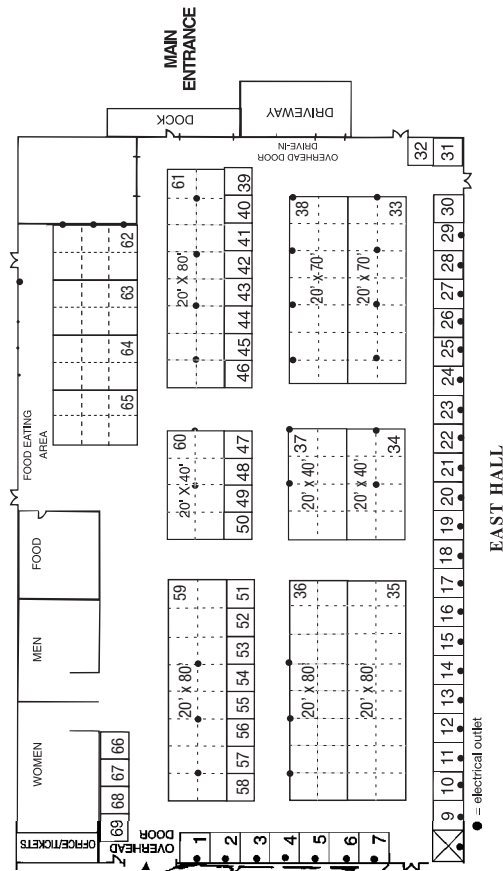 MAIN
ENTRANCE
DOCK
DRIVEWAY
OVERHEAD DOOR
DRIVE-IN
32
31
61
20' X 80'
39
40
41
42
43
44
45
46
38
20' X 70'
33
20' X 70'
62
63
64
65
FOOD EATING
AREA
30
29
28
27
26
25
24
23
22
21
20
19
18
17
16
15
14
13
12
11
10
9
60
20' X 40'
47
48
49
50
37
20' X 40'
34
20' X 40'
FOOD
MEN
WOMEN
59
20' X 80'
51
52
53
54
55
56
57
58
36
20' X 80'
35
20' X 80'
66
67
68
69
OFFICE/TICKETS
OVERHEAD
DOOR
1
2
3
4
5
6
7
EAST HALL
● = electrical outlet